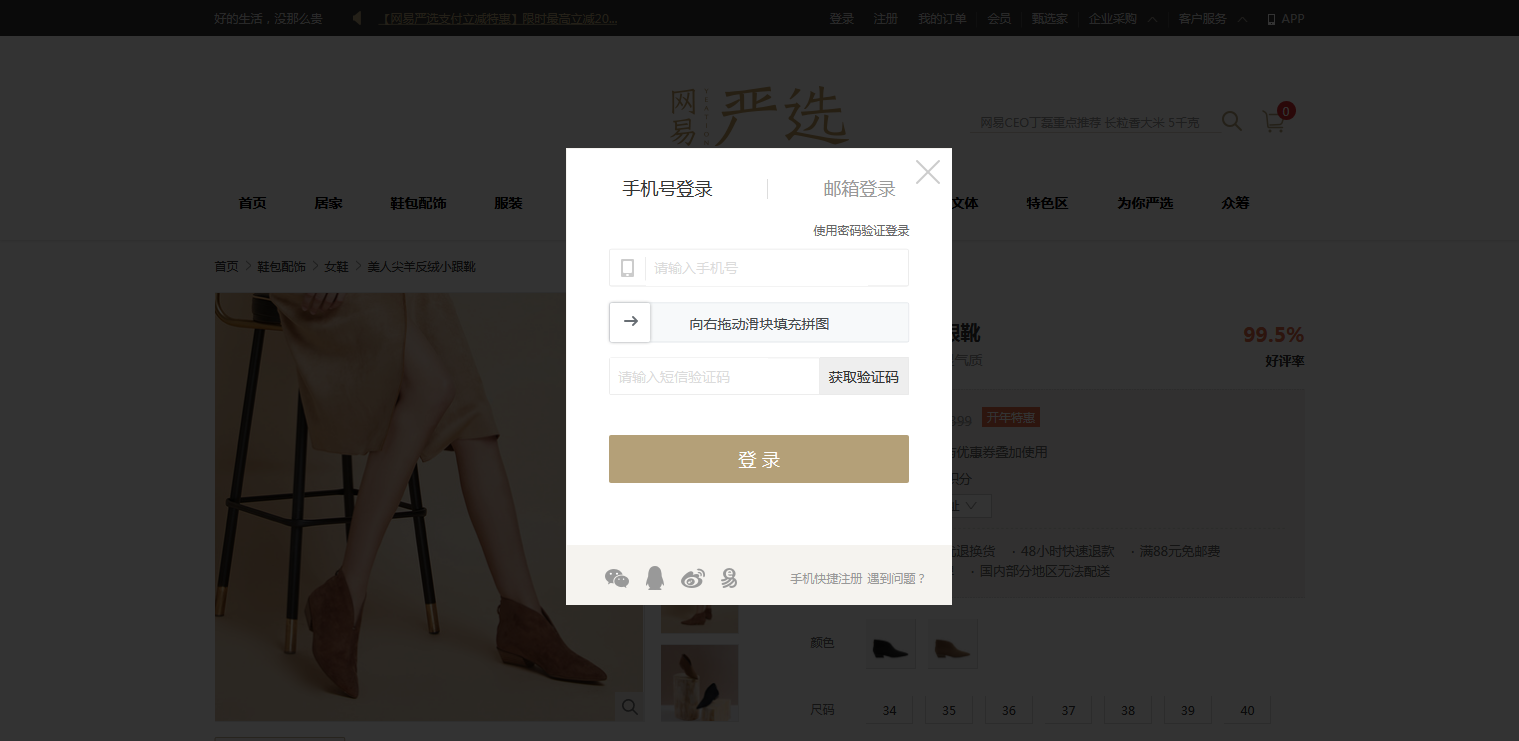 好的生活，没那么贵
【网易严选支付立减特惠】限时最高立减20...
登录 注册 我的订单 会员 甄选家 企业采购 客户服务 APP
网易 严选
YEATION
网易CEO丁磊重点推荐 长粒香大米 5千克
0
首页 居家 鞋包配饰 服装 文体 特色区 为你严选 众筹
首页 > 鞋包配饰 > 女鞋 > 美人尖羊反绒小跟靴
手机号登录 邮箱登录
使用密码验证登录
请输入手机号
向右拖动滑块填充拼图
请输入短信验证码 获取验证码
登 录
手机快捷注册 遇到问题？
跟靴
99.5%
气质
好评率
399 开年特惠
优惠券叠加使用
积分
址
退换货 · 48小时快速退款 · 满88元免邮费
· 国内部分地区无法配送
颜色
尺码 34 35 36 37 38 39 40